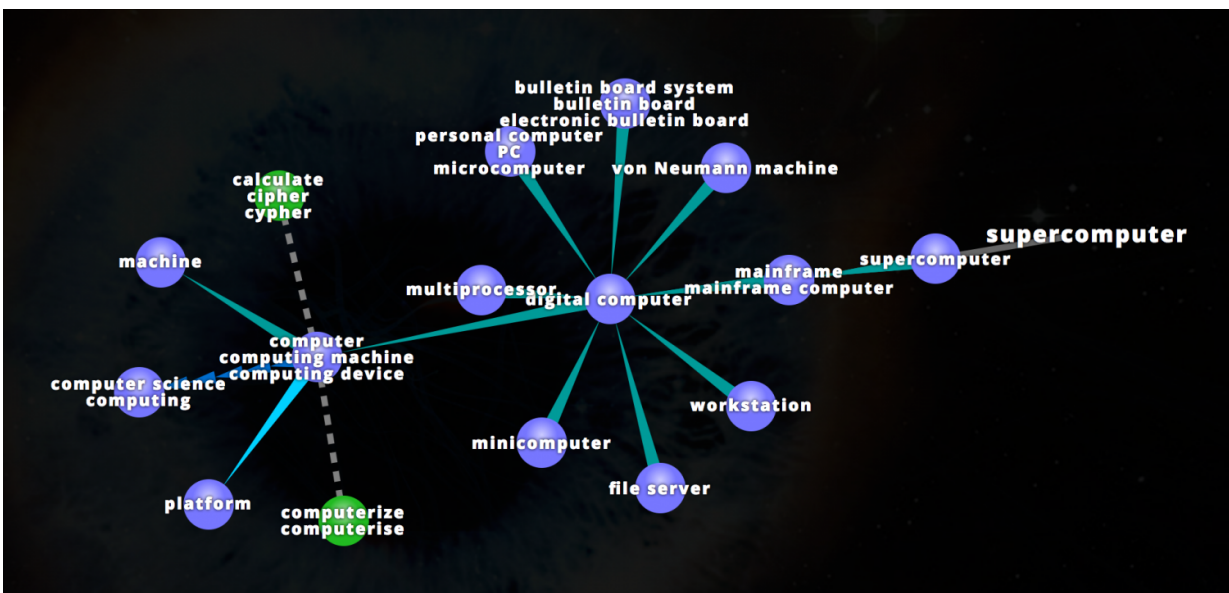 bulletin board system
bulletin board
electronic bulletin board
personal computer
PC
microcomputer
von Neumann machine
calculate
cipher
cypher
supercomputer
supercomputer
machine
mainframe
mainframe computer
multiprocessor
digital computer
computer
computing machine
computing device
computer science
computing
workstation
minicomputer
file server
platform
computerize
computerise